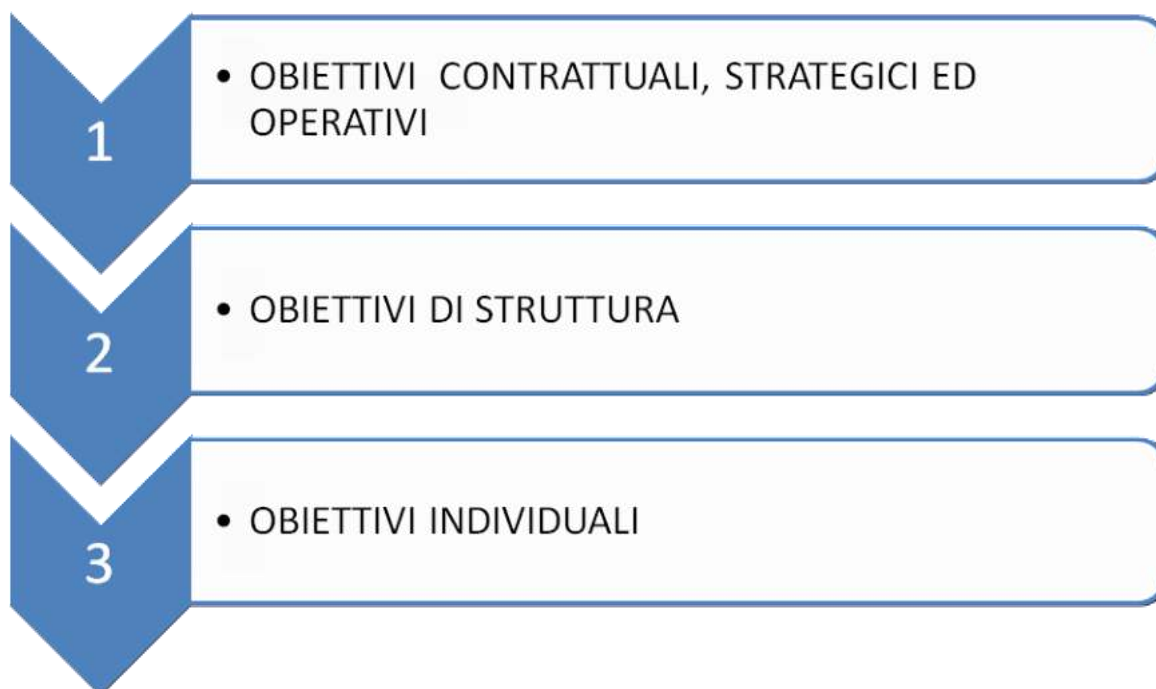 1
• OBIETTIVI CONTRATTUALI, STRATEGICI ED
OPERATIVI
2
• OBIETTIVI DI STRUTTURA
3
• OBIETTIVI INDIVIDUALI